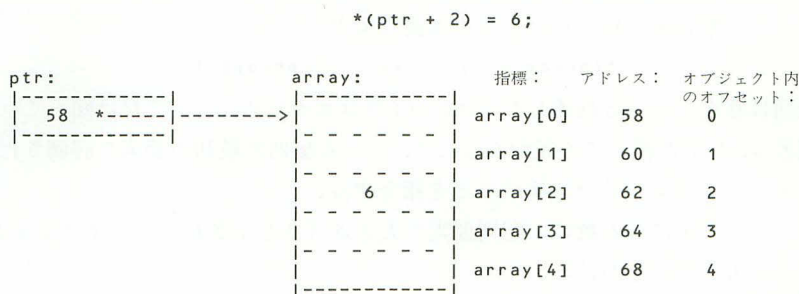 *(ptr + 2) = 6;
ptr: array: 指標： アドレス： オブジェクト内のオフセット：
58 * array[0] 58 0
array[1] 60 1
6 array[2] 62 2
array[3] 64 3
array[4] 68 4